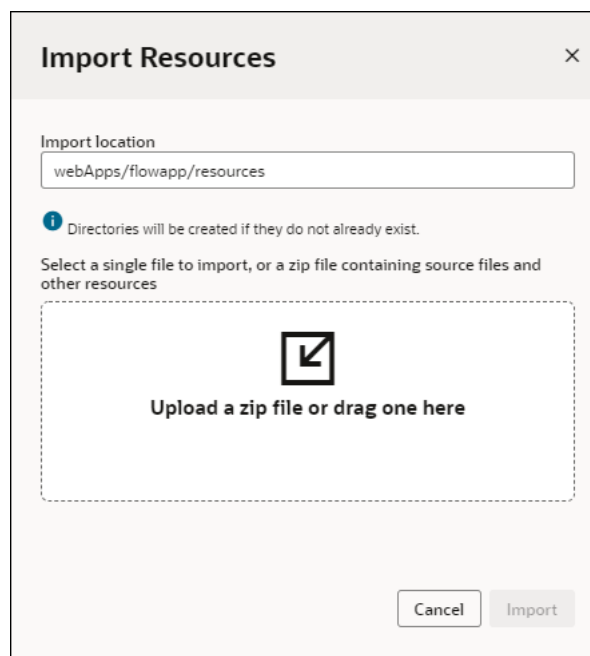 Import Resources
Import location
webApps/flowapp/resources
Directories will be created if they do not already exist.
Select a single file to import, or a zip file containing source files and
other resources
Upload a zip file or drag one here
Cancel
Import